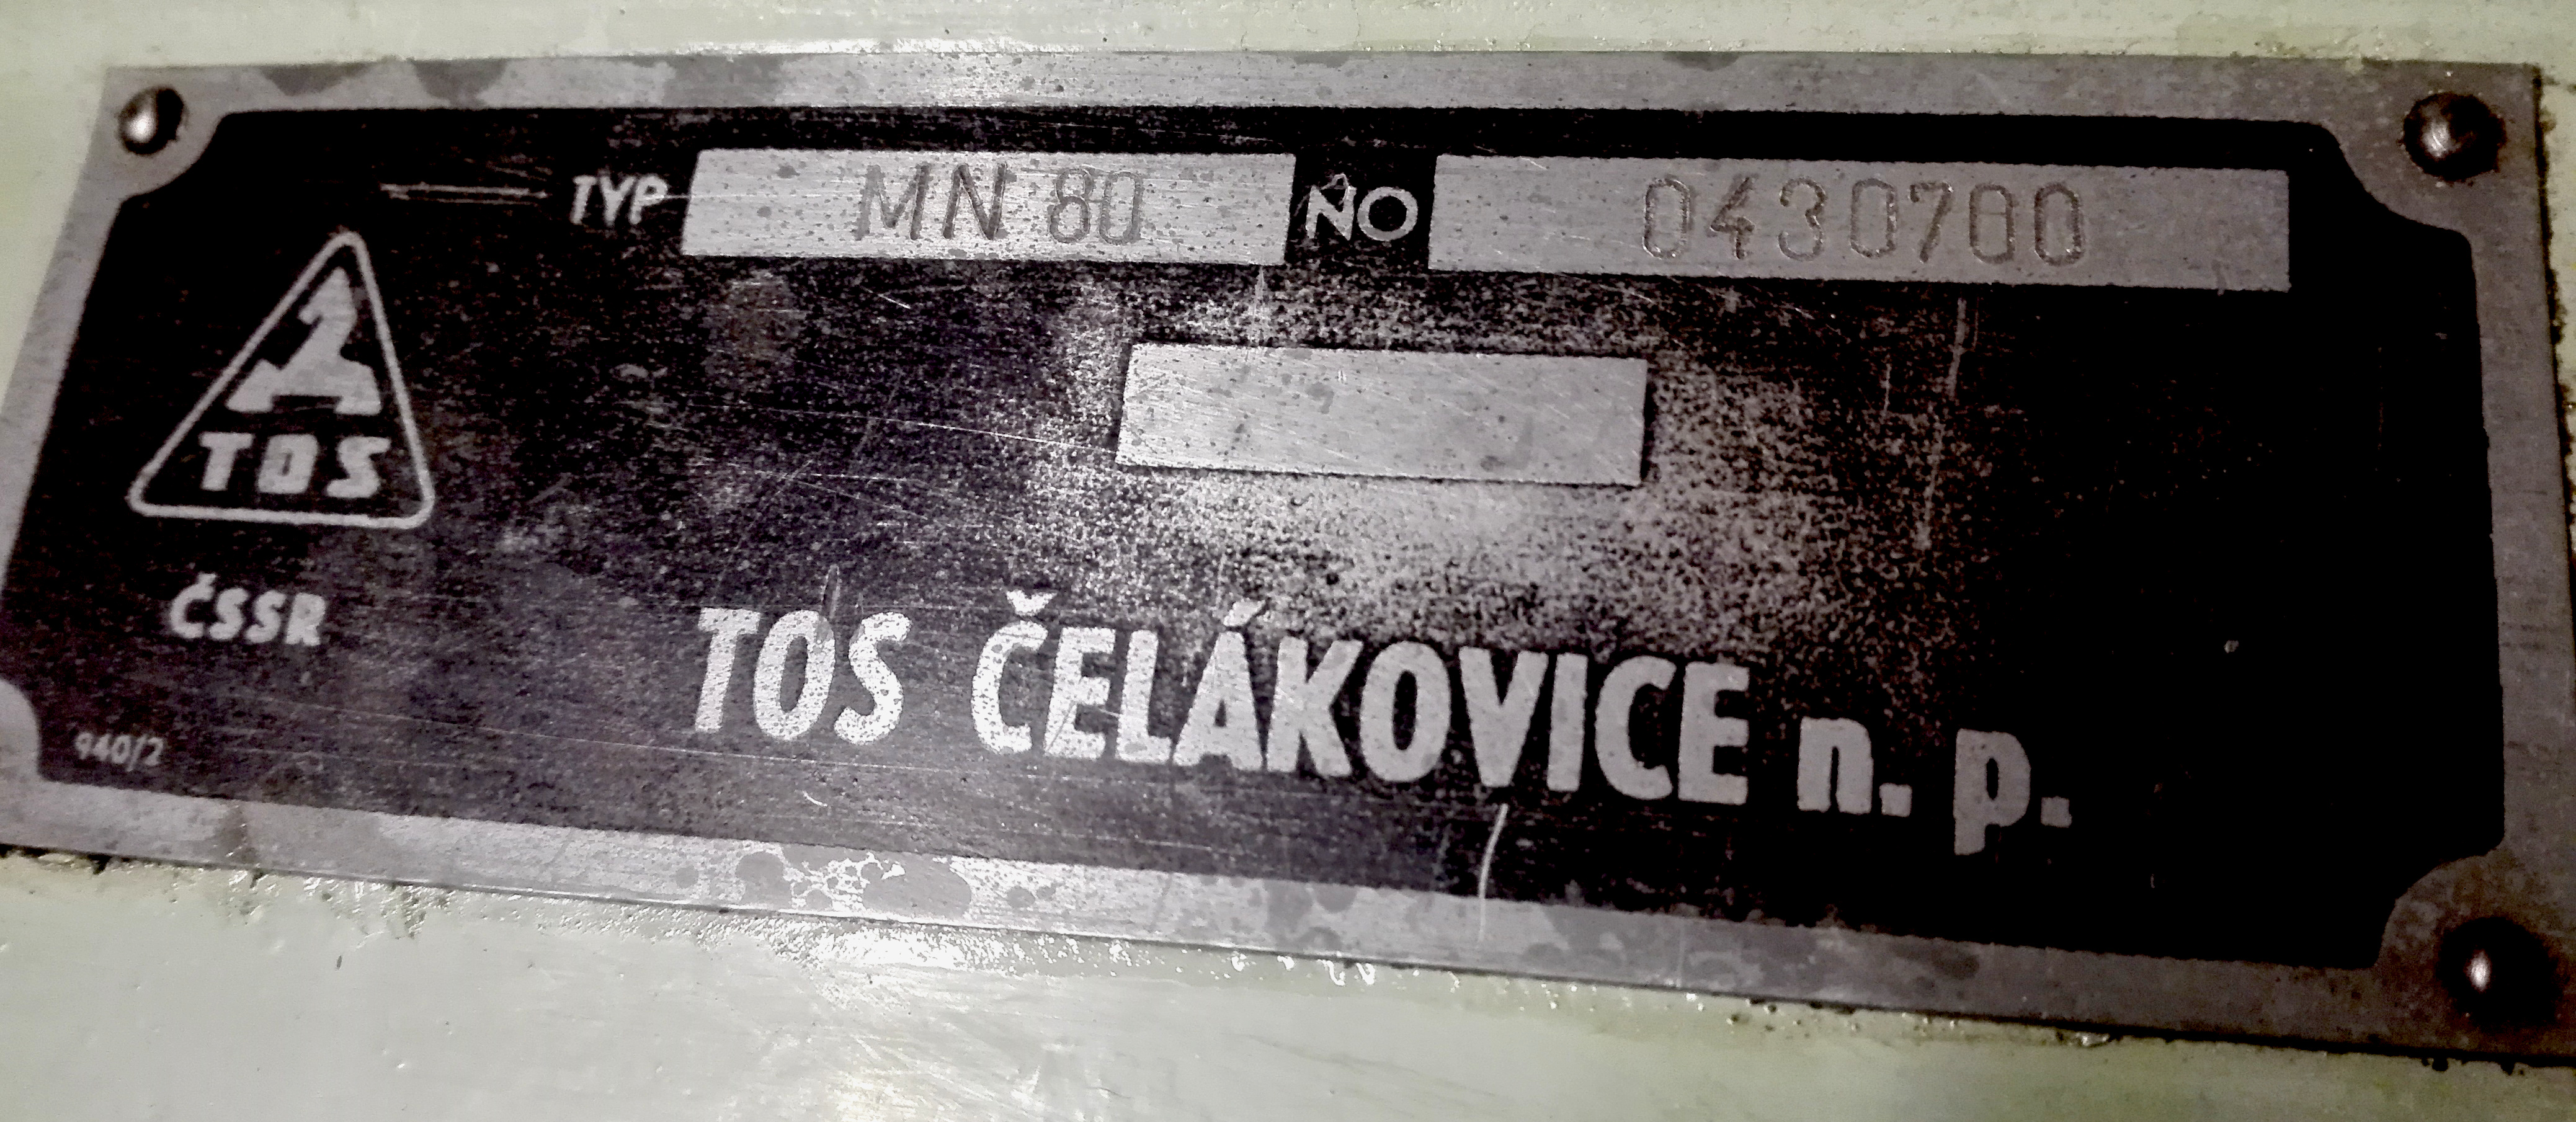 TYP MN 80 NO 0430700
TOS
ČSSR
TOS ČELÁKOVICE n. p.
940/2